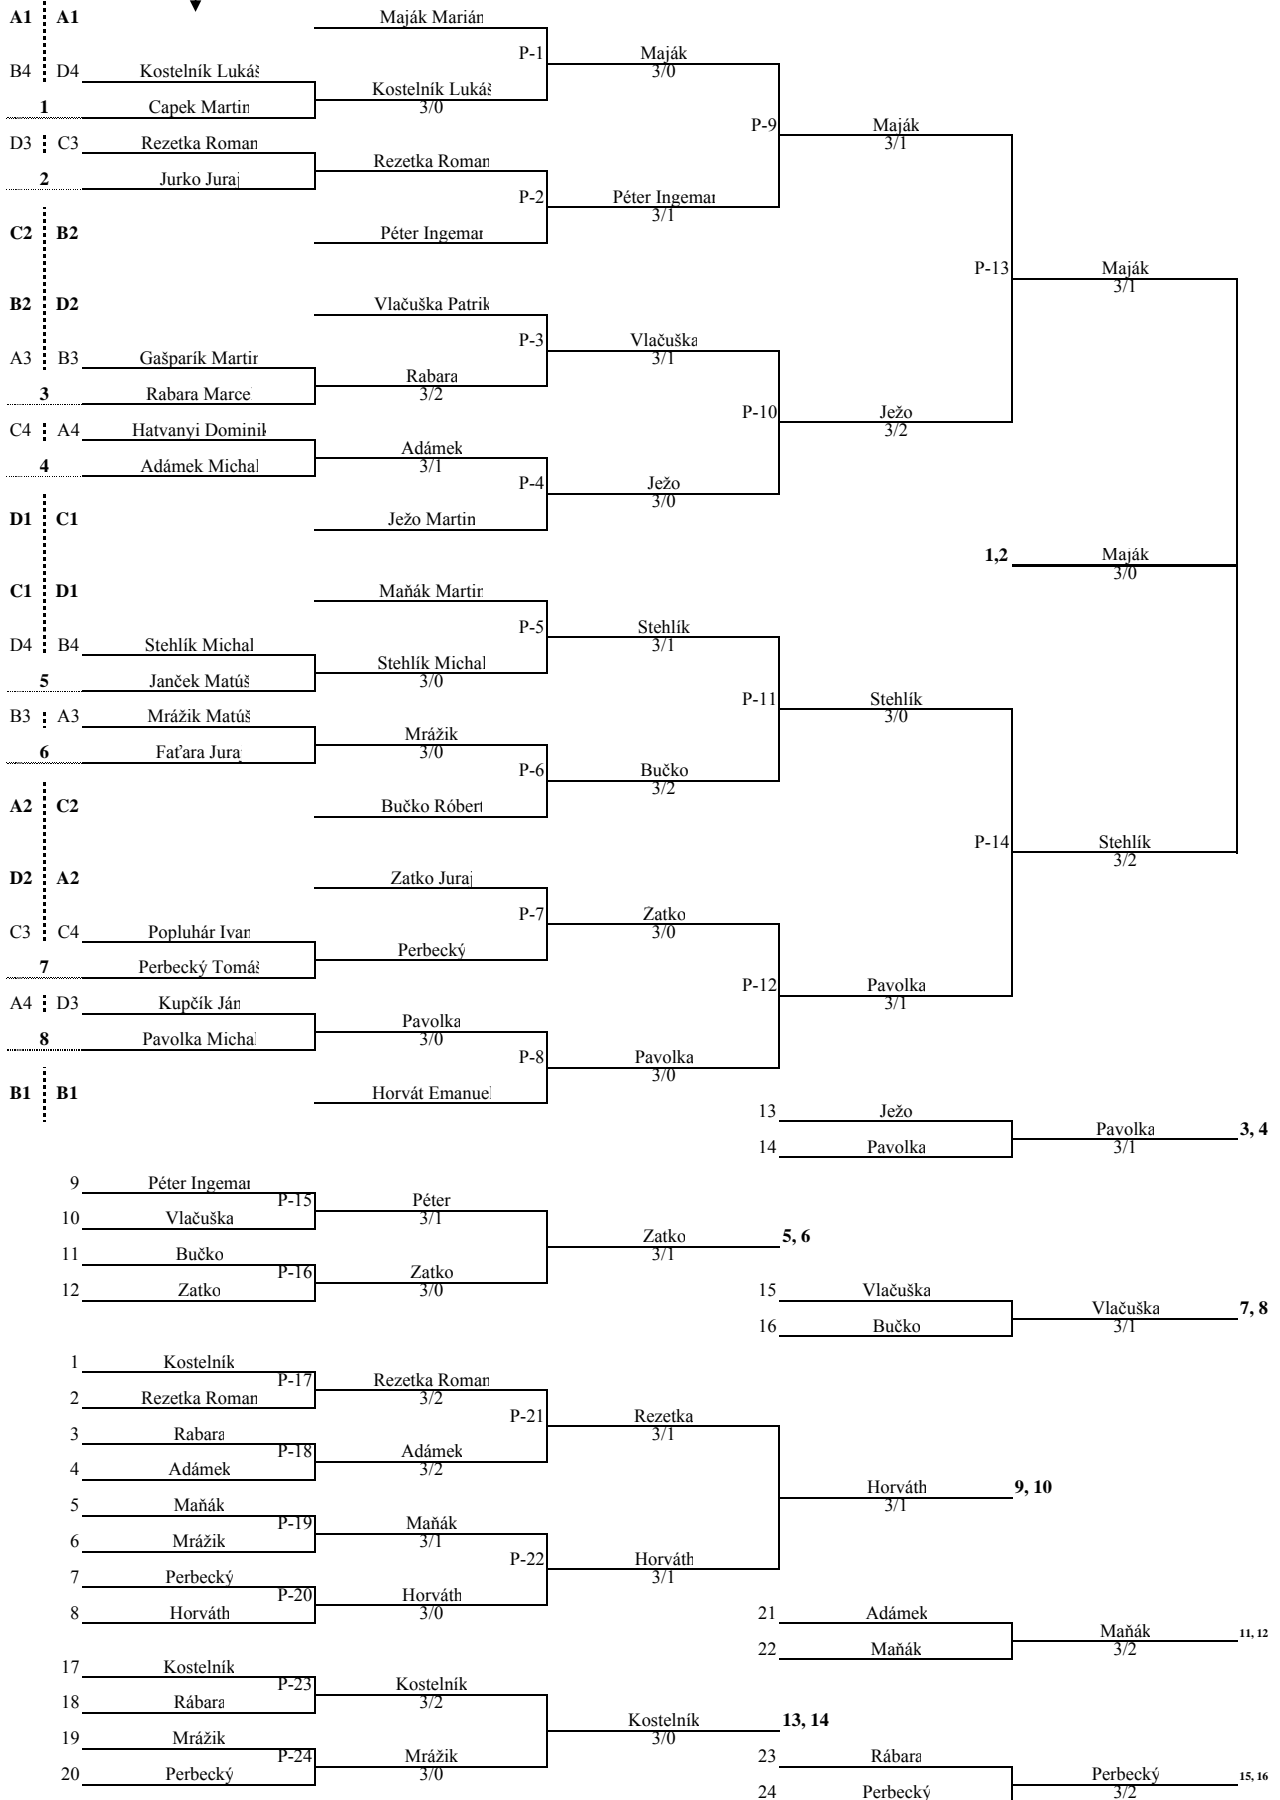 A1 A1 Maják Marián
P-1 Maják
B4 D4 Kostelník Lukáš 3/0
Kostelník Lukáš
1 Capek Martin 3/0
P-9 Maják
D3 C3 Rezetka Roman 3/1
Rezetka Roman
2 Jurko Juraj
P-2 Péter Ingemar
3/1
C2 B2 Péter Ingemar
P-13 Maják
3/1
B2 D2 Vlačuška Patrik
P-3 Vlačuška
A3 B3 Gašparík Martin 3/1
Rabara
3 Rabara Marcel 3/2
P-10 Ježo
C4 A4 Hatvanyi Dominik 3/2
Adámek
4 Adámek Michal 3/1
P-4 Ježo
3/0
D1 C1 Ježo Martin
1,2 Maják
3/0
C1 D1 Maňák Martin
P-5 Stehlík
D4 B4 Stehlík Michal 3/1
Stehlík Michal
5 Janček Matúš 3/0
P-11 Stehlík
B3 A3 Mrážik Matúš 3/0
Mrážik
6 Faťara Juraj 3/0
P-6 Bučko
3/2
A2 C2 Bučko Róbert
P-14 Stehlík
3/2
D2 A2 Zatko Juraj
P-7 Zatko
C3 C4 Popluhár Ivan 3/0
Perbecký
7 Perbecký Tomáš
P-12 Pavolka
A4 D3 Kupčík Ján 3/1
Pavolka
8 Pavolka Michal 3/0
P-8 Pavolka
3/0
B1 B1 Horvát Emanuel
13 Ježo
Pavolka 3, 4
14 Pavolka 3/1
9 Péter Ingemar
P-15 Péter
10 Vlačuška 3/1
Zatko 5, 6
11 Bučko 3/1
P-16 Zatko
12 Zatko 3/0
15 Vlačuška
Vlačuška 7, 8
16 Bučko 3/1
1 Kostelník
P-17 Rezetka Roman
2 Rezetka Roman 3/2
P-21 Rezetka
3 Rabara 3/1
P-18 Adámek
4 Adámek 3/2
Horváth 9, 10
5 Maňák 3/1
P-19 Maňák
6 Mrážik 3/1
P-22 Horváth
7 Perbecký 3/1
P-20 Horváth
8 Horváth 3/0
21 Adámek
Maňák 11, 12
22 Maňák 3/2
17 Kostelník
P-23 Kostelník
18 Rábara 3/2
Kostelník 13, 14
19 Mrážik 3/0
P-24 Mrážik
20 Perbecký 3/0
23 Rábara
Perbecký 15, 16
24 Perbecký 3/2